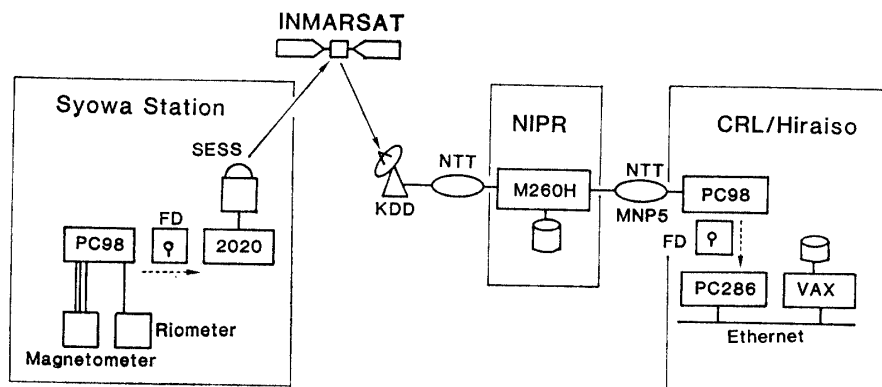 INMARSAT
Syowa Station
SESS
FD
PC98
2020
Riometer
Magnetometer
KDD
NTT
NIPR
M260H
CRL/Hiraiso
NTT
MNP5
PC98
FD
PC286
VAX
Ethernet